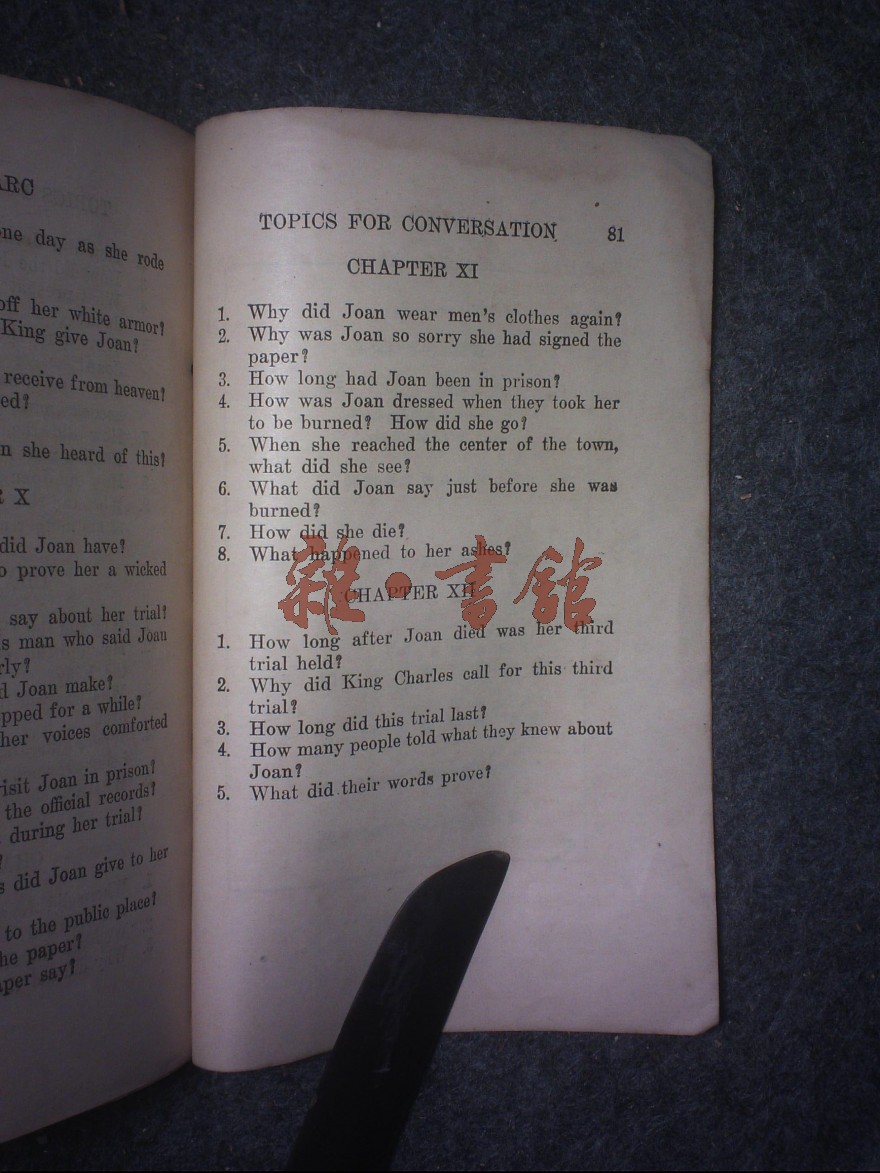 ARC
one day as she rode
off her white armor?
King give Joan?
receive from heaven?
ed?
n she heard of this?
X
did Joan have?
o prove her a wicked
say about her trial?
s man who said Joan
rly?
d Joan make?
pped for a while?
her voices comforted
isit Joan in prison?
the official records?
during her trial?
?
s did Joan give to her
to the public place?
he paper?
aper say?
TOPICS FOR CONVERSATION 81
CHAPTER XI
1. Why did Joan wear men's clothes again?
2. Why was Joan so sorry she had signed the
paper?
3. How long had Joan been in prison?
4. How was Joan dressed when they took her
to be burned? How did she go?
5. When she reached the center of the town,
what did she see?
6. What did Joan say just before she was
burned?
7. How did she die?
8. What happened to her ashes?
雜·書館
CHAPTER XII
1. How long after Joan died was her third
trial held?
2. Why did King Charles call for this third
trial?
3. How long did this trial last?
4. How many people told what they knew about
Joan?
5. What did their words prove?